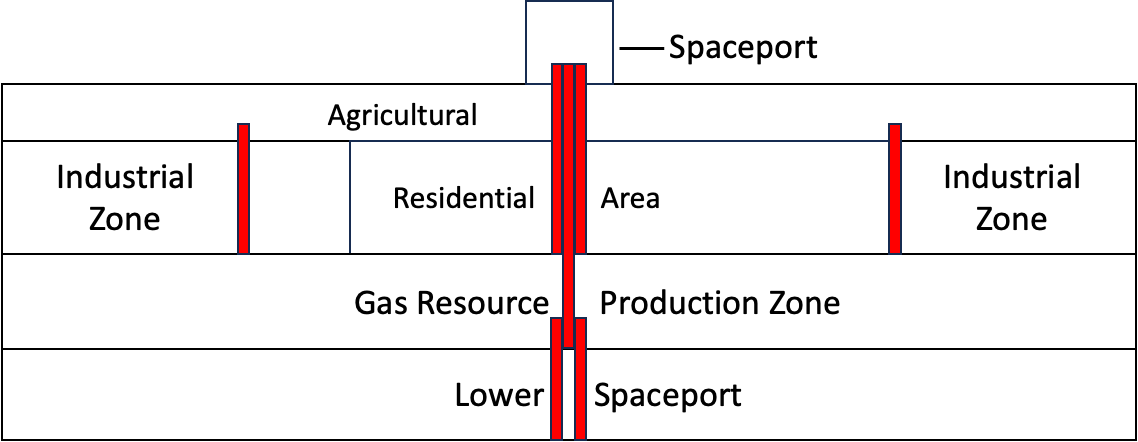 Spaceport
Agricultural
Industrial
Zone
Residential Area
Industrial
Zone
Gas Resource Production Zone
Lower Spaceport